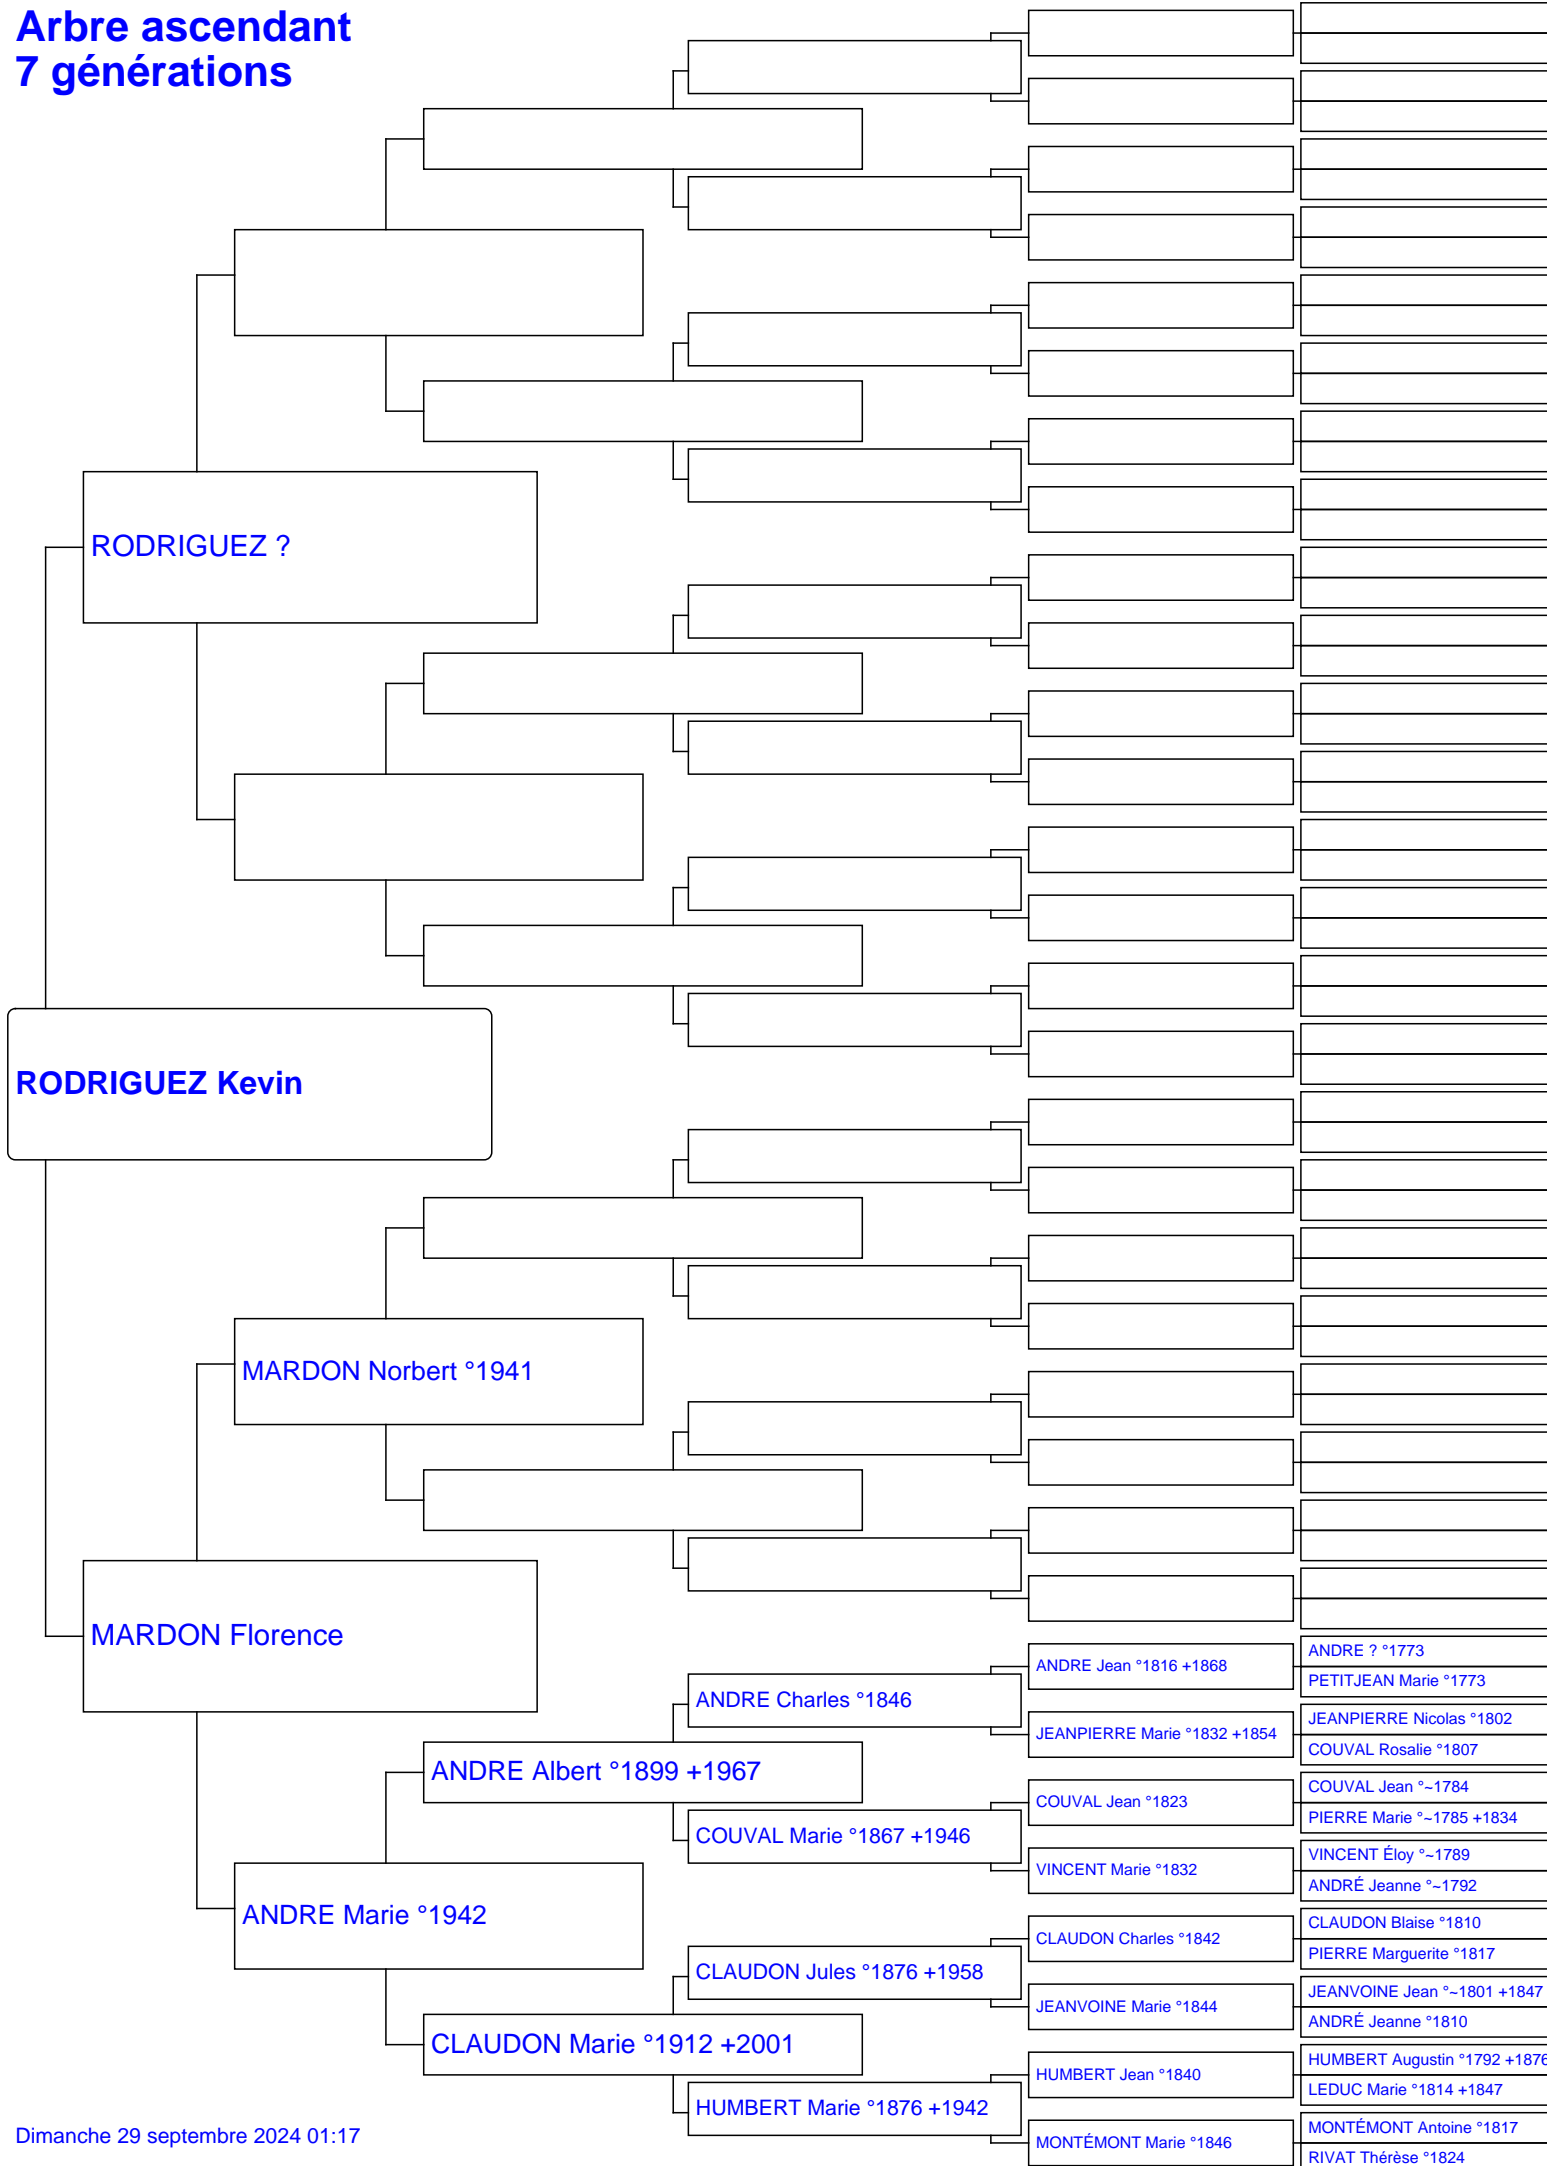 Arbre ascendant
7 générations
RODRIGUEZ ?
RODRIGUEZ Kevin
MARDON Norbert °1941
MARDON Florence
ANDRE Jean °1816 +1868
ANDRE ? °1773
PETITJEAN Marie °1773
ANDRE Charles °1846
JEANPIERRE Marie °1832 +1854
JEANPIERRE Nicolas °1802
COUVAL Rosalie °1807
ANDRE Albert °1899 +1967
COUVAL Jean °1823
COUVAL Jean °~1784
PIERRE Marie °~1785 +1834
COUVAL Marie °1867 +1946
VINCENT Marie °1832
VINCENT Éloy °~1789
ANDRÉ Jeanne °~1792
ANDRE Marie °1942
CLAUDON Charles °1842
CLAUDON Blaise °1810
PIERRE Marguerite °1817
CLAUDON Jules °1876 +1958
JEANVOINE Marie °1844
JEANVOINE Jean °~1801 +1847
ANDRÉ Jeanne °1810
CLAUDON Marie °1912 +2001
HUMBERT Jean °1840
HUMBERT Augustin °1792 +1876
LEDUC Marie °1814 +1847
HUMBERT Marie °1876 +1942
MONTÉMONT Marie °1846
MONTÉMONT Antoine °1817
RIVAT Thérèse °1824
Dimanche 29 septembre 2024 01:17